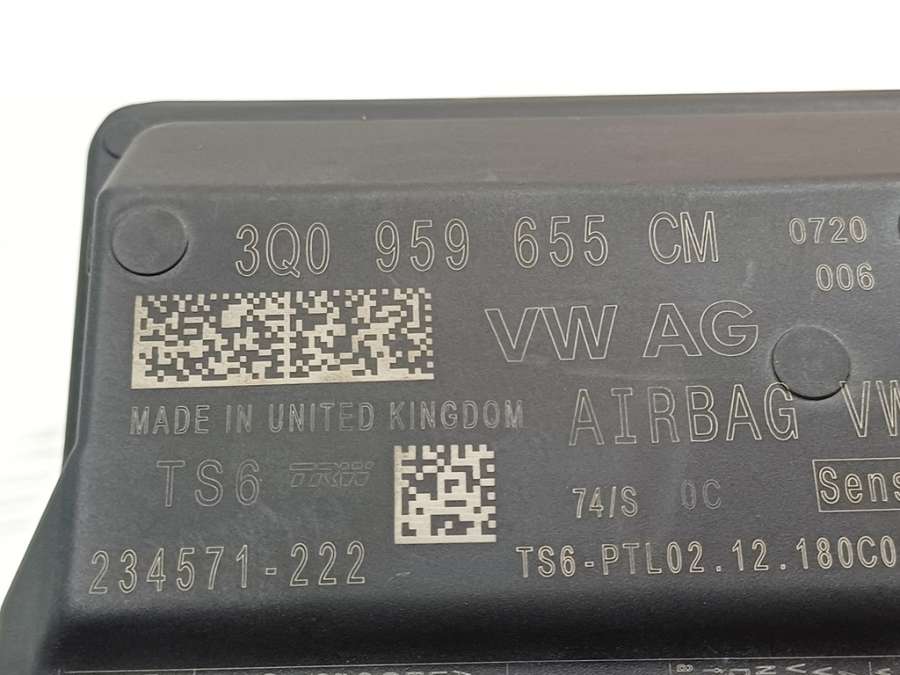 3Q0 959 655 CM 0720
006
VW AG
MADE IN UNITED KINGDOM
AIRBAG VW
TS6 TRW
74/S 0C
Sens
234571-222
TS6-PTL02.12.180C0